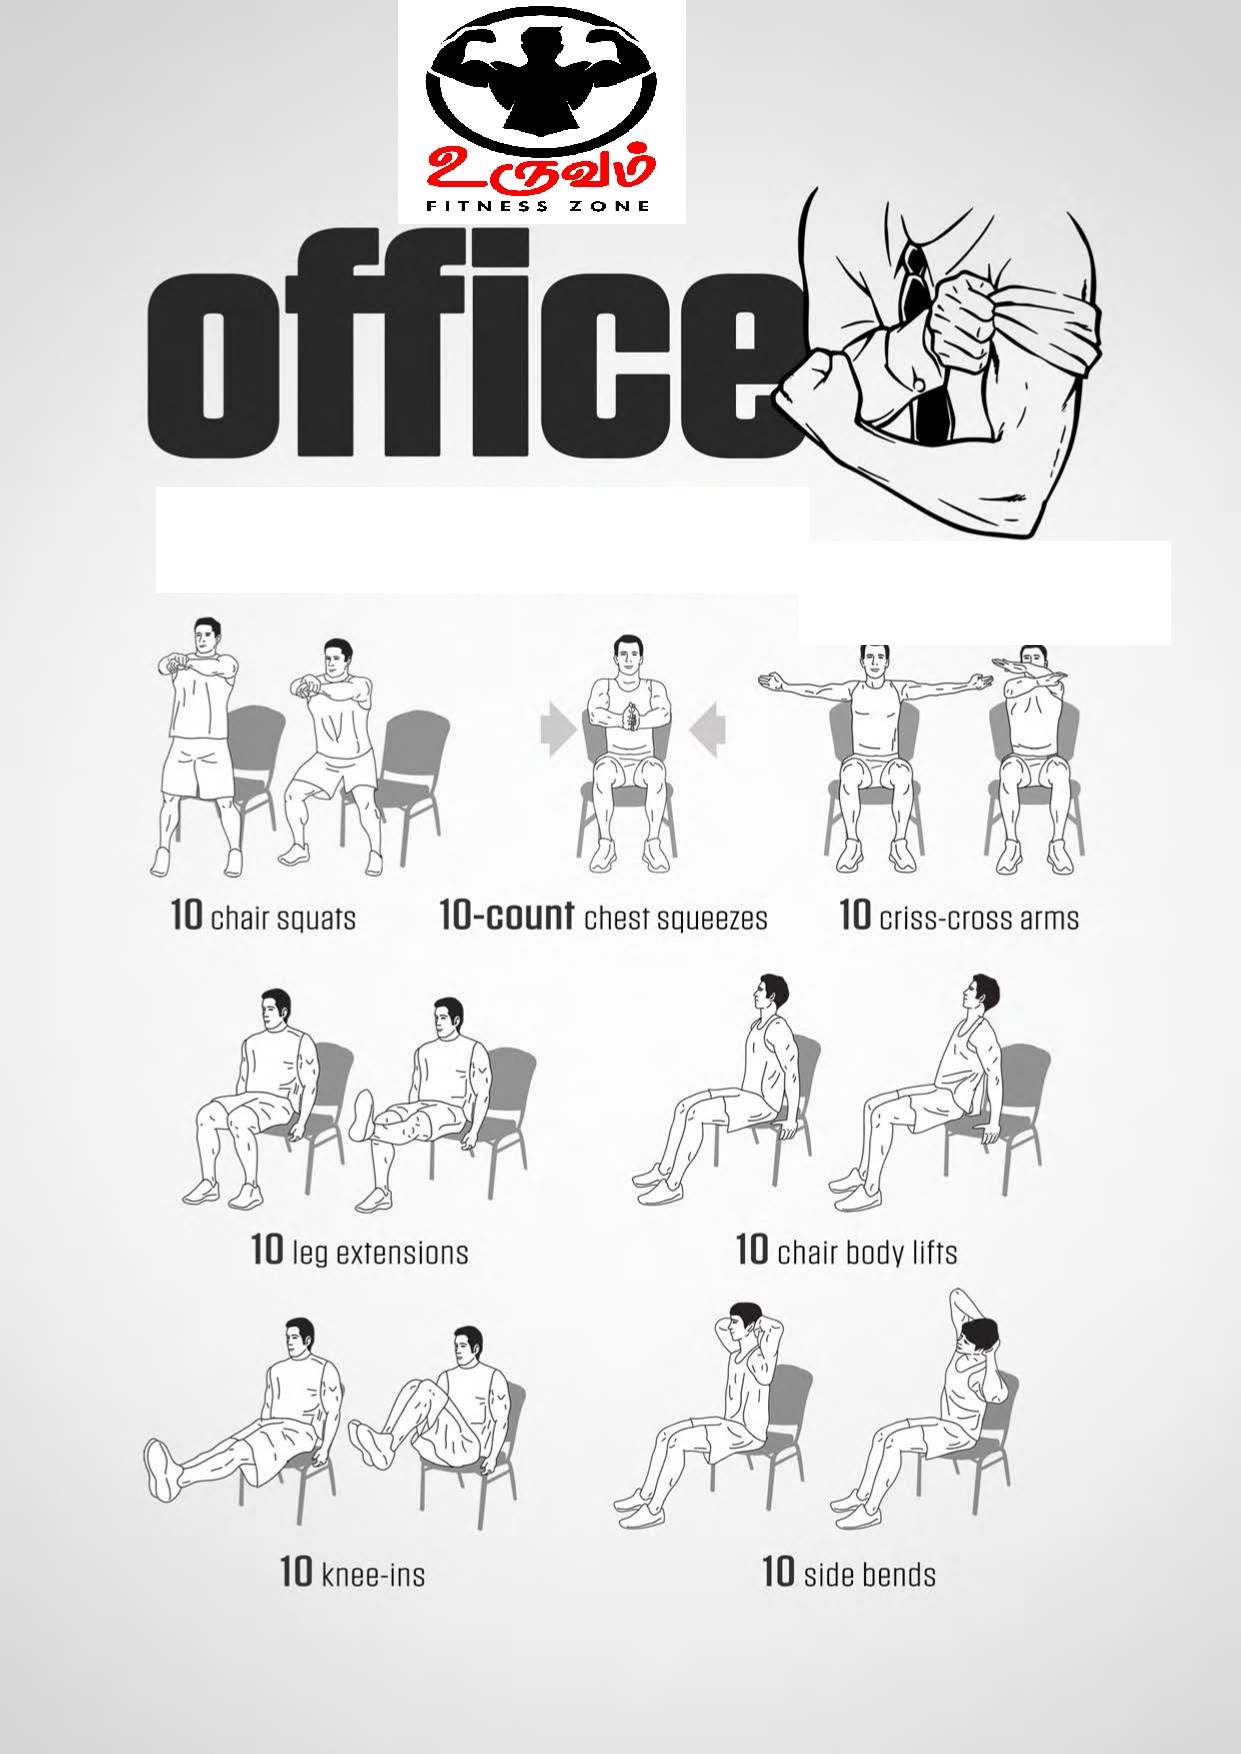 உருவம்
FITNESS ZONE
office
10 chair squats
10-count chest squeezes
10 criss-cross arms
10 leg extensions
10 chair body lifts
10 knee-ins
10 side bends